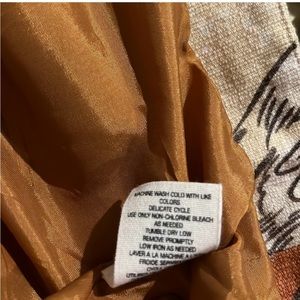 MACHINE WASH COLD WITH LIKE
COLORS
DELICATE CYCLE
USE ONLY NON-CHLORINE BLEACH
AS NEEDED
TUMBLE DRY LOW
REMOVE PROMPTLY
LOW IRON AS NEEDED
LAVER A LA MACHINE A
FROIDE